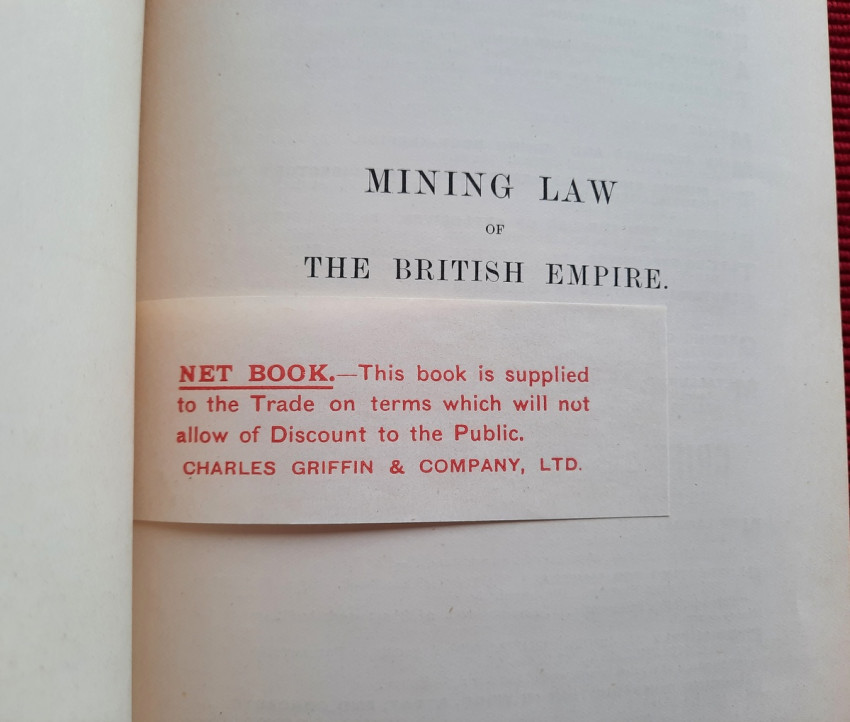 MINING LAW
OF
THE BRITISH EMPIRE.
NET BOOK.—This book is supplied
to the Trade on terms which will not
allow of Discount to the Public.
CHARLES GRIFFIN & COMPANY, LTD.